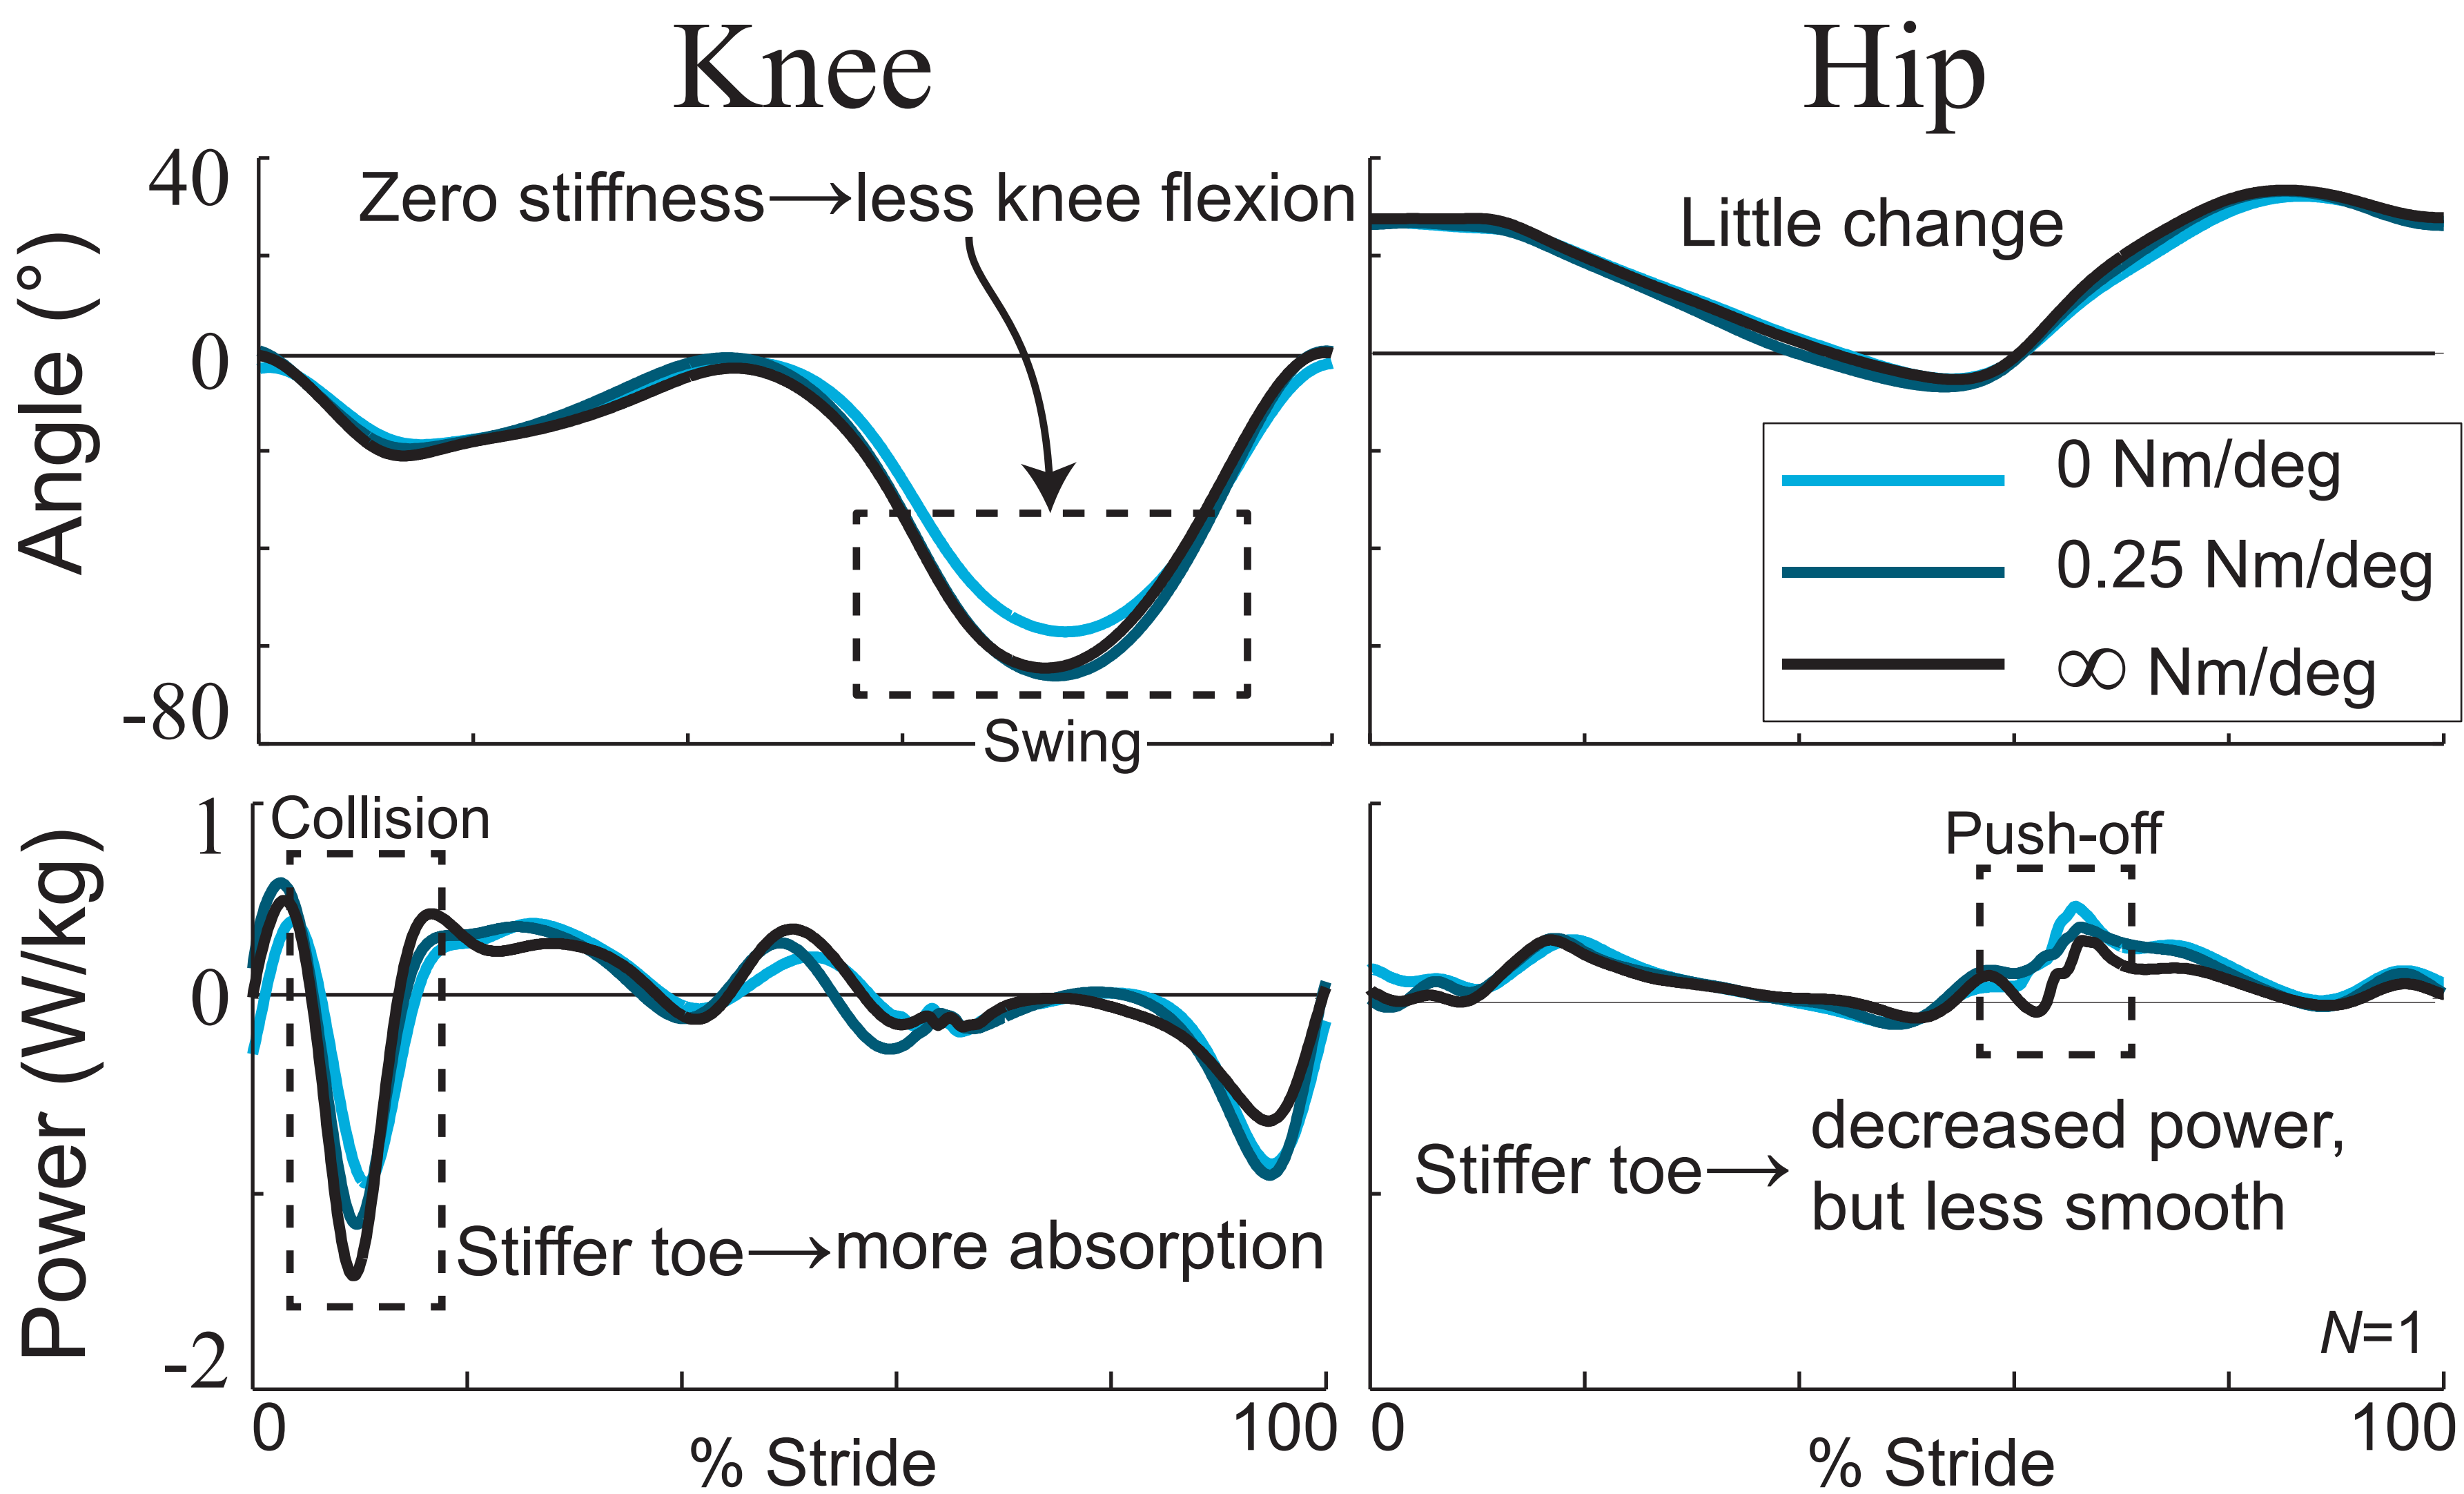 Knee
Hip
40
0
-80
Angle (°)
Zero stiffness→less knee flexion
Swing
Little change
0 Nm/deg
0.25 Nm/deg
∞ Nm/deg
1
0
-2
Power (W/kg)
Collision
Stiffer toe→more absorption
Push-off
Stiffer toe→decreased power,
but less smooth
N=1
0
100
% Stride
0
100
% Stride